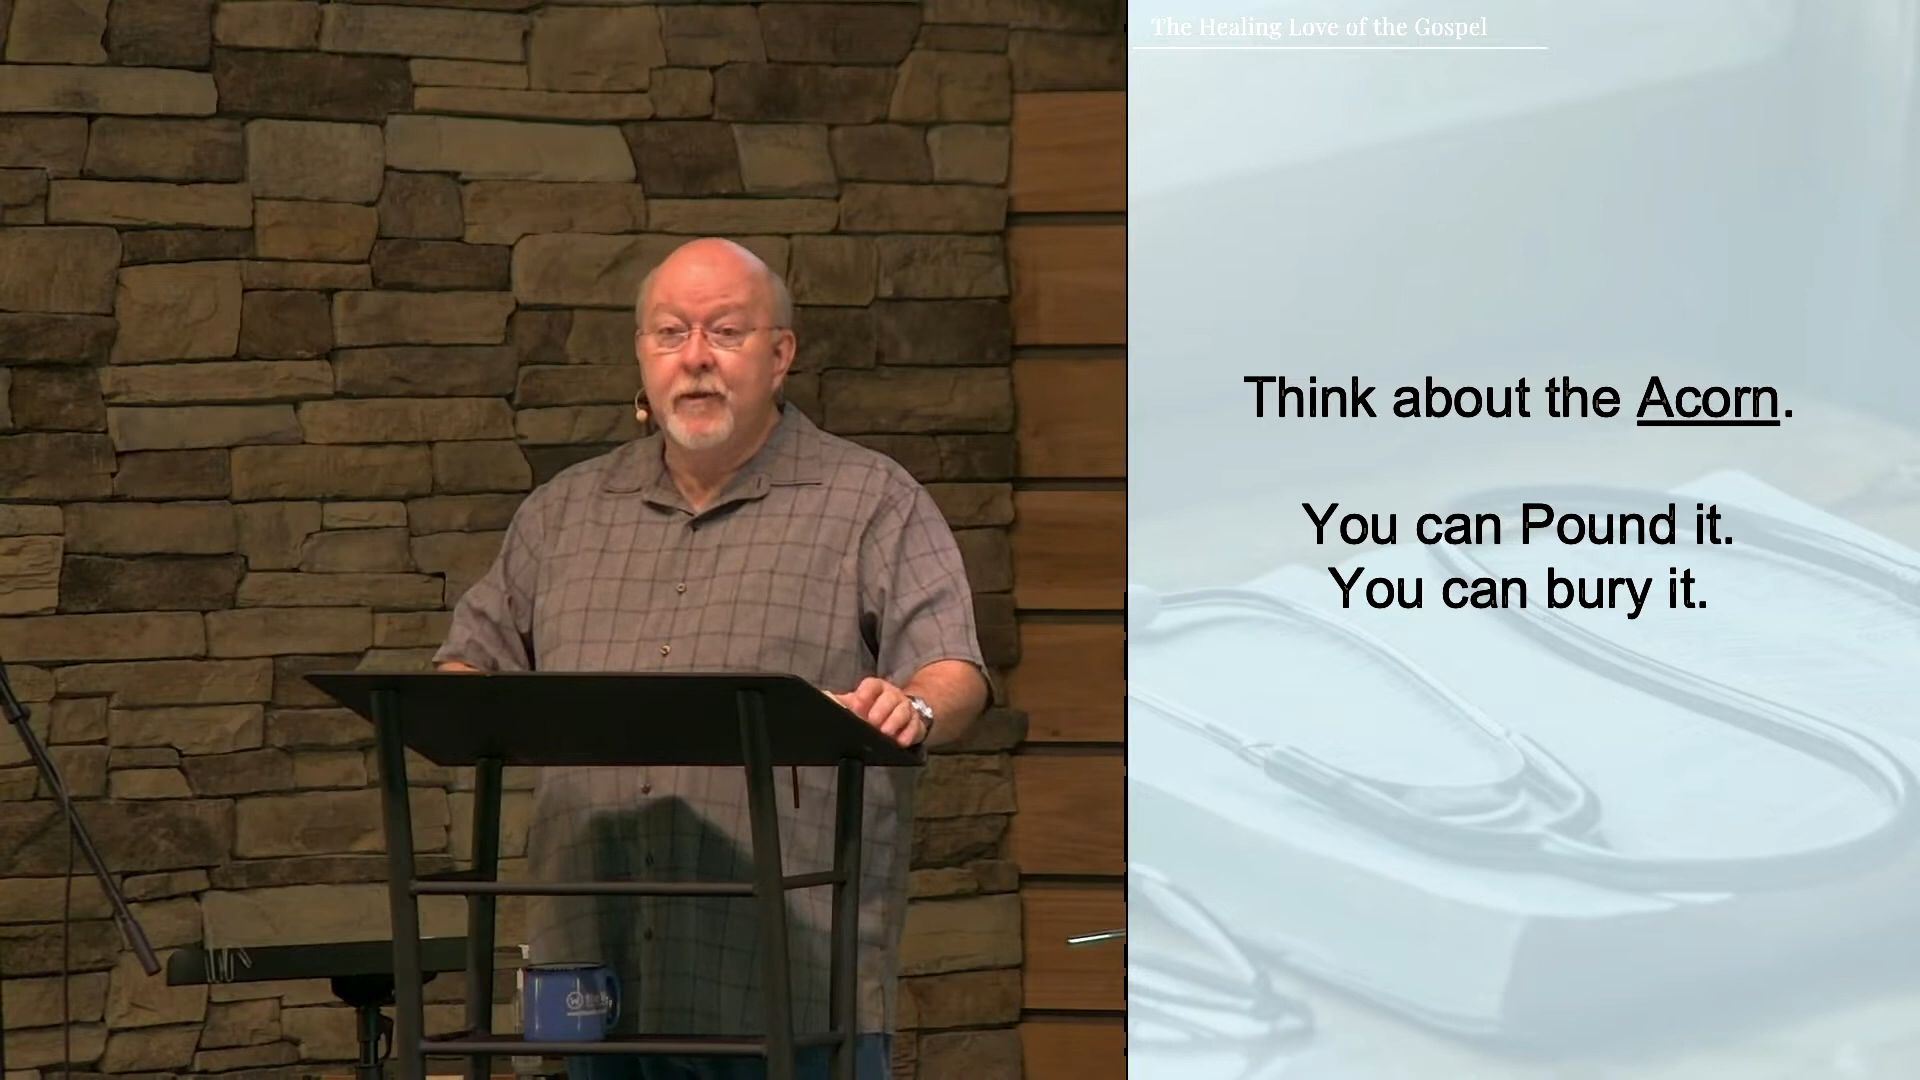 The Healing Love of the Gospel
Think about the Acorn.
You can Pound it.
You can bury it.